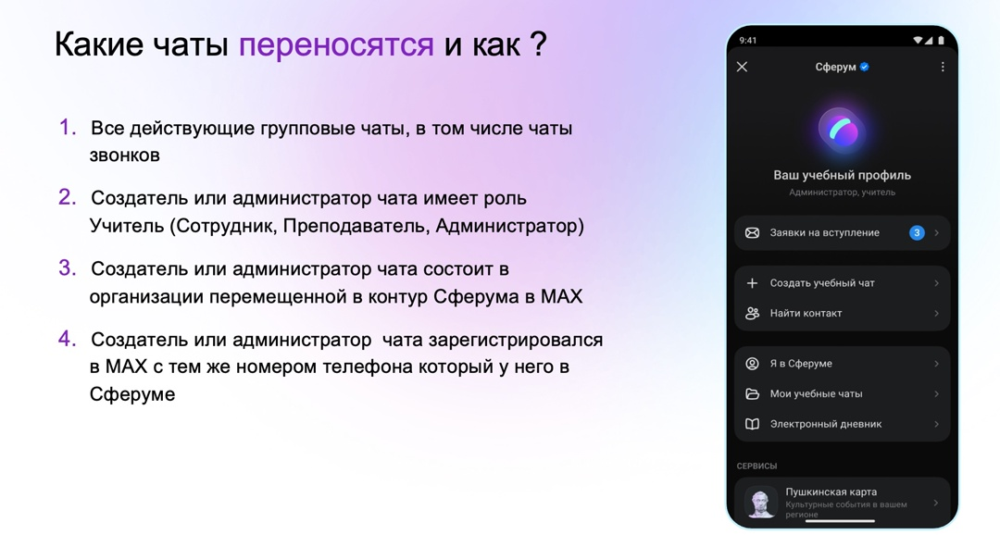 Какие чаты переносятся и как ?
1. Все действующие групповые чаты, в том числе чаты
звонков
2. Создатель или администратор чата имеет роль
Учитель (Сотрудник, Преподаватель, Администратор)
3. Создатель или администратор чата состоит в
организации перемещенной в контур Сферума в MAX
4. Создатель или администратор  чата зарегистрировался
в MAX с тем же номером телефона который у него в
Сферуме
9:41
Сферум
Ваш учебный профиль
Администратор, учитель
Заявки на вступление 3
Создать учебный чат
Найти контакт
Я в Сферуме
Мои учебные чаты
Электронный дневник
СЕРВИСЫ
Пушкинская карта
Культурные события в вашем
регионе